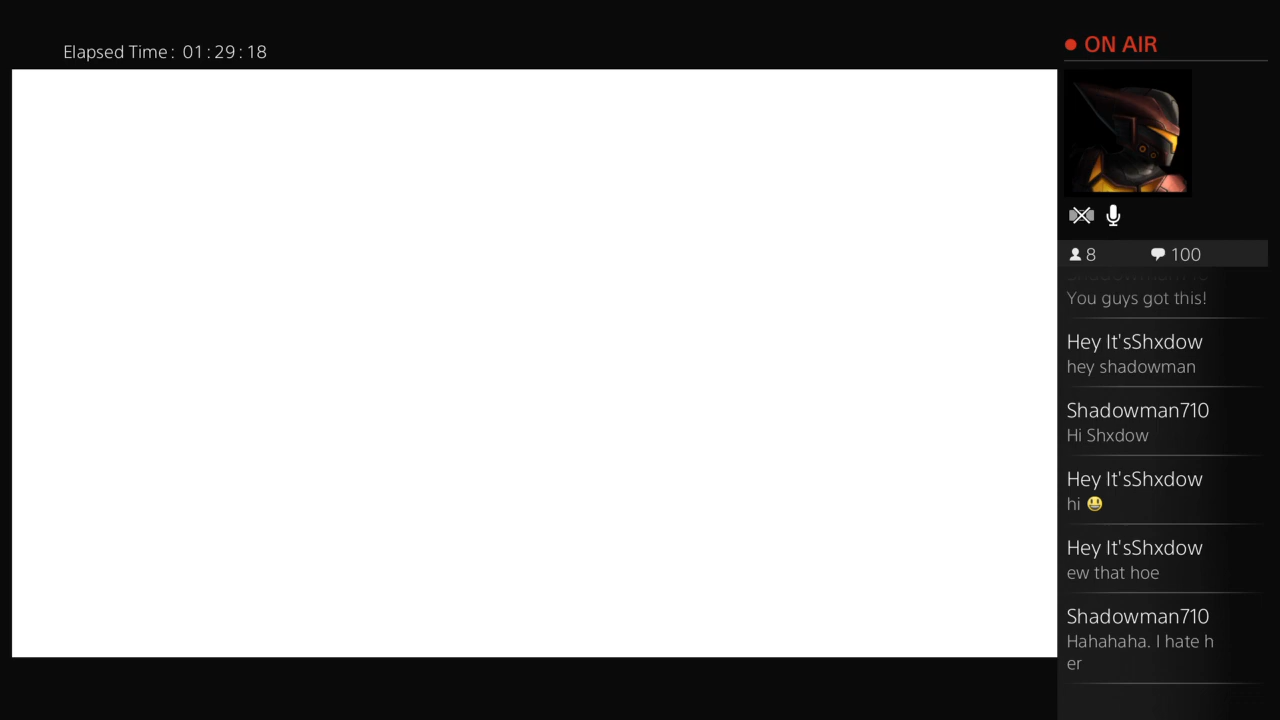 Elapsed Time: 01:29:18
ON AIR
8 100
You guys got this!
Hey It'sShxdow
hey shadowman
Shadowman710
Hi Shxdow
Hey It'sShxdow
hi 😃
Hey It'sShxdow
ew that hoe
Shadowman710
Hahahaha. I hate h
er